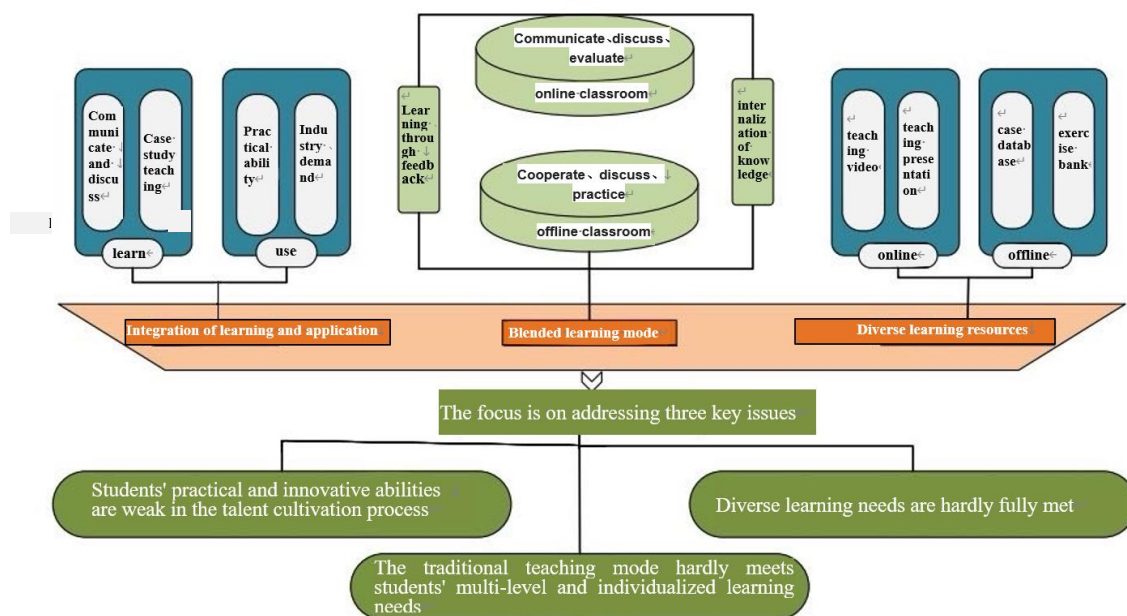 Com
muni
cate
and
discu
ss
Case
study
teach
ing
learn
Prac
tical
abili
ty
Indu
stry
dema
nd
use
Lear
ning
throu
gh
feedb
ack
Communicate、discuss、
evaluate
online classroom
Cooperate、discuss、
practice
offline classroom
inter
naliz
ation
of kno
wledge
teach
ing
video
teach
ing
prese
ntati
on
online
case
datab
ase
exerc
ise
bank
offline
Integration of learning and application
Blended learning mode
Diverse learning resources
The focus is on addressing three key issues
Students' practical and innovative abilities
are weak in the talent cultivation process
Diverse learning needs are hardly fully met
The traditional teaching mode hardly meets
students' multi-level and individualized learning
needs